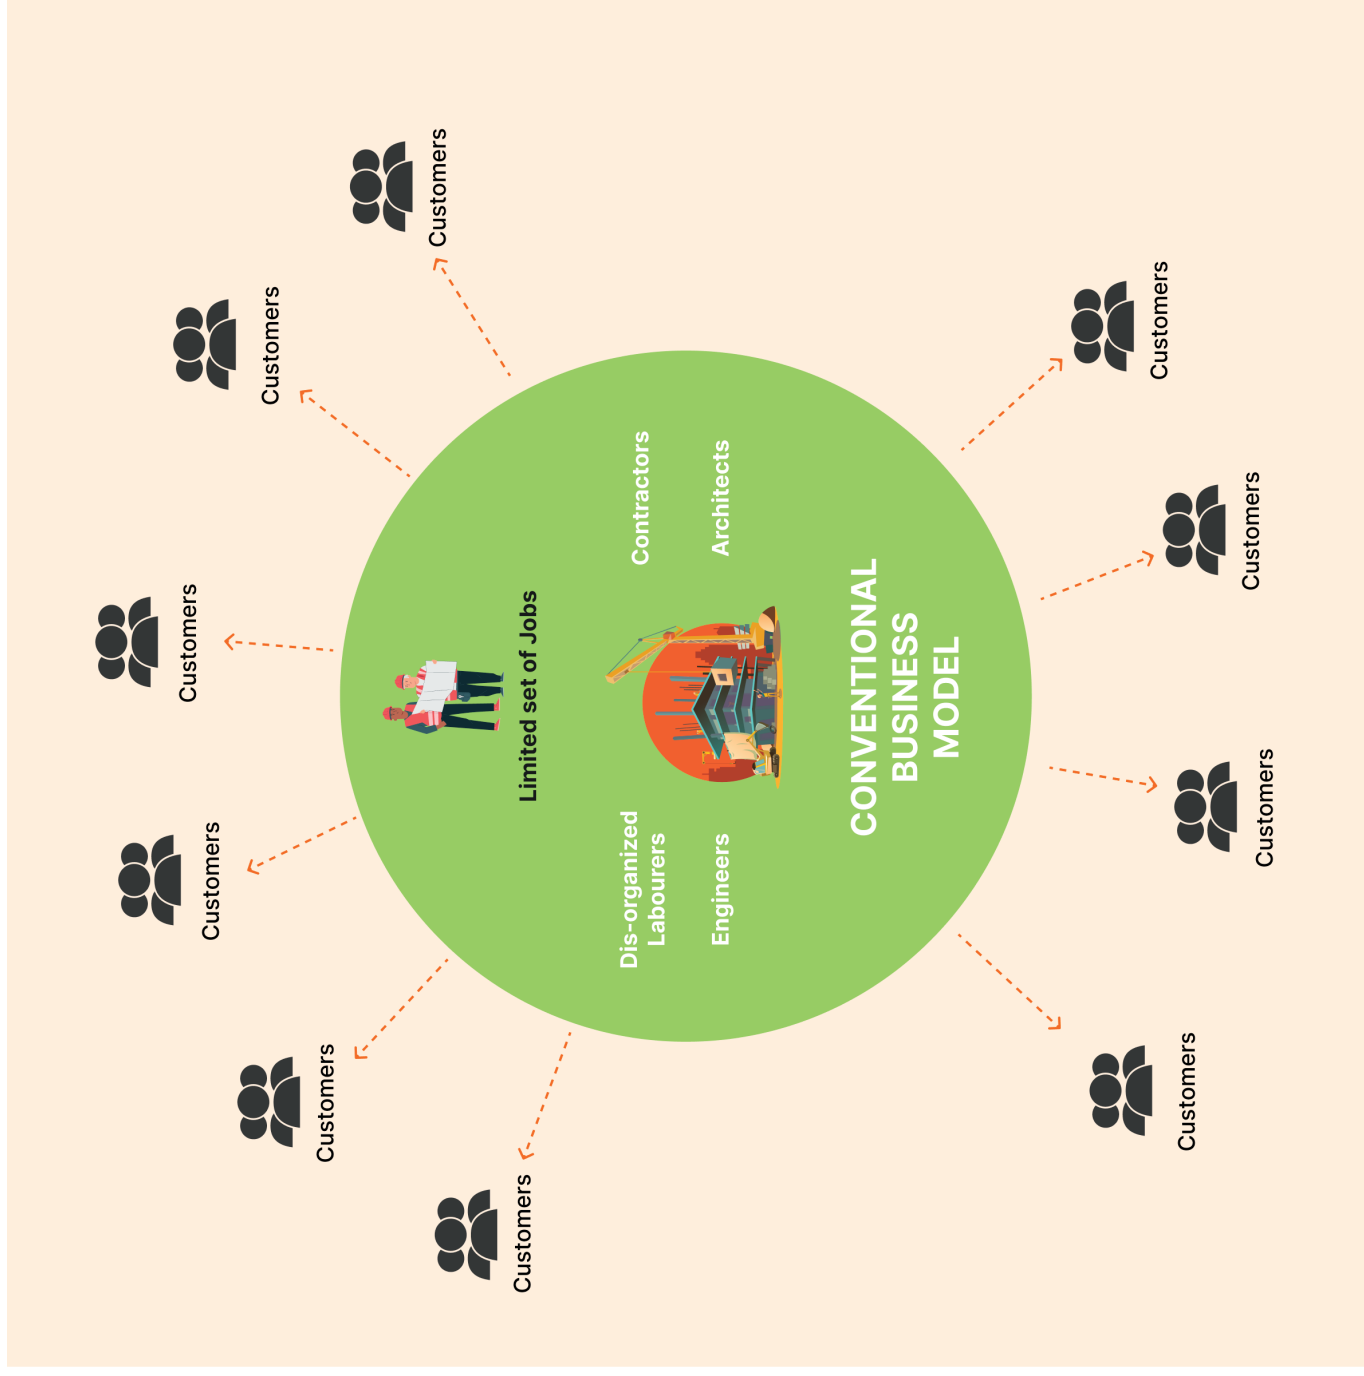 Customers
Customers
Customers
Customers
Customers
Customers
Limited set of Jobs
Dis-organized
Labourers
Contractors
Engineers
Architects
CONVENTIONAL
BUSINESS
MODEL
Customers
Customers
Customers
Customers